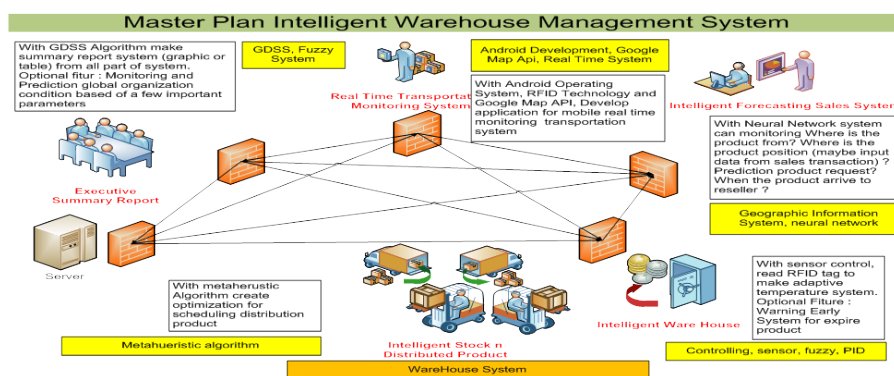 Master Plan Intelligent Warehouse Management System
With GDSS Algorithm make
summary report system (graphic or
table) from all part of system.
Optional fitur : Monitoring and
Prediction global organization
condition based of a few important
parameters
GDSS, Fuzzy
System
Real Time Transportat
Monitoring System
Android Development, Google
Map Api, Real Time System
With Android Operating
System, RFID Technology and
Google Map API, Develop
application for mobile real time
monitoring transportation
system
Intelligent Forecasting Sales System
With Neural Network system
can monitoring Where is the
product from? Where is the
product position (maybe input
data from sales transaction) ?
Prediction product request?
When the product arrive to
reseller ?
Geographic Information
System, neural network
Executive
Summary Report
Server
With metaherustic
Algorithm create
optimization for
scheduling distribution
product
Metahueristic algorithm
Intelligent Stock n
Distributed Product
Intelligent Ware House
With sensor control,
read RFID tag to
make adaptive
temperature system.
Optional Fiture :
Warning Early
System for expire
product
Controlling, sensor, fuzzy, PID
WareHouse System